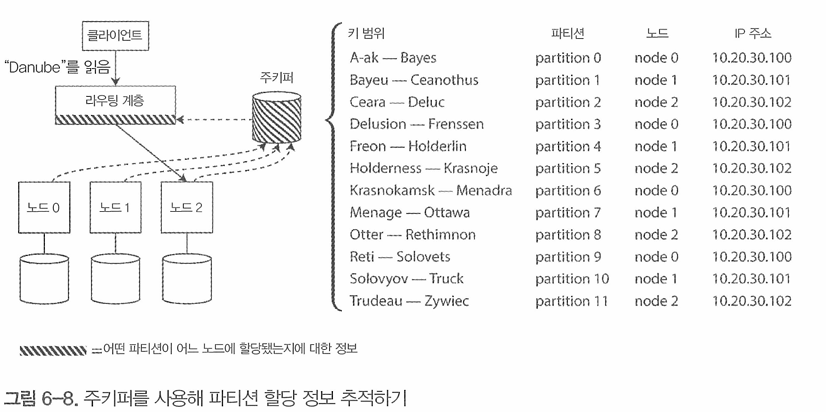 클라이언트
“Danube”를 읽음
라우팅 계층
주키퍼
노드 0
노드 1
노드 2
키 범위 파티션 노드 IP 주소
A-ak — Bayes partition 0 node 0 10.20.30.100
Bayeu — Ceanothus partition 1 node 1 10.20.30.101
Ceara — Deluc partition 2 node 2 10.20.30.102
Delusion — Frenssen partition 3 node 0 10.20.30.100
Freon — Holderlin partition 4 node 1 10.20.30.101
Holderness — Krasnoje partition 5 node 2 10.20.30.102
Krasnokamsk — Menadra partition 6 node 0 10.20.30.100
Menage — Ottawa partition 7 node 1 10.20.30.101
Otter — Rethimnon partition 8 node 2 10.20.30.102
Reti — Solovets partition 9 node 0 10.20.30.100
Solovyov — Truck partition 10 node 1 10.20.30.101
Trudeau — Zywiec partition 11 node 2 10.20.30.102
=어떤 파티션이 어느 노드에 할당됐는지에 대한 정보
그림 6-8. 주키퍼를 사용해 파티션 할당 정보 추적하기